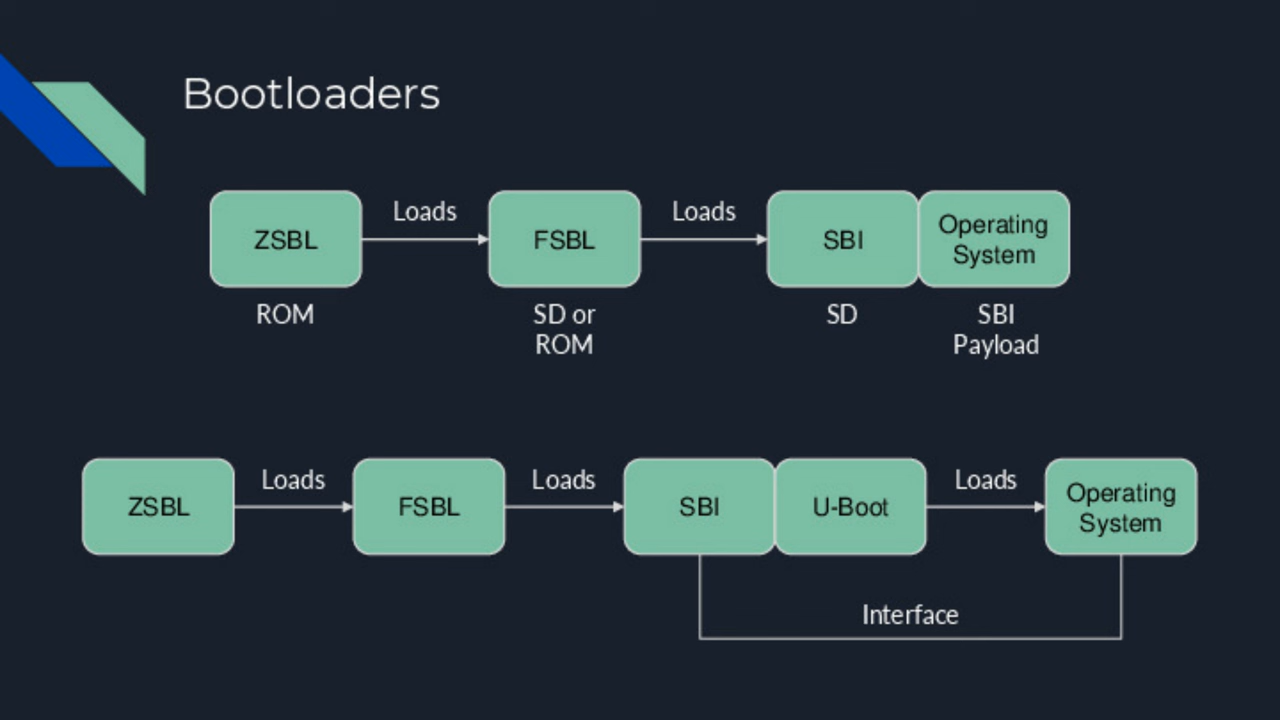 Bootloaders
Loads
Loads
ZSBL
FSBL
SBI
Operating
System
ROM
SD or
ROM
SD
SBI
Payload
Loads
Loads
Loads
ZSBL
FSBL
SBI
U-Boot
Operating
System
Interface